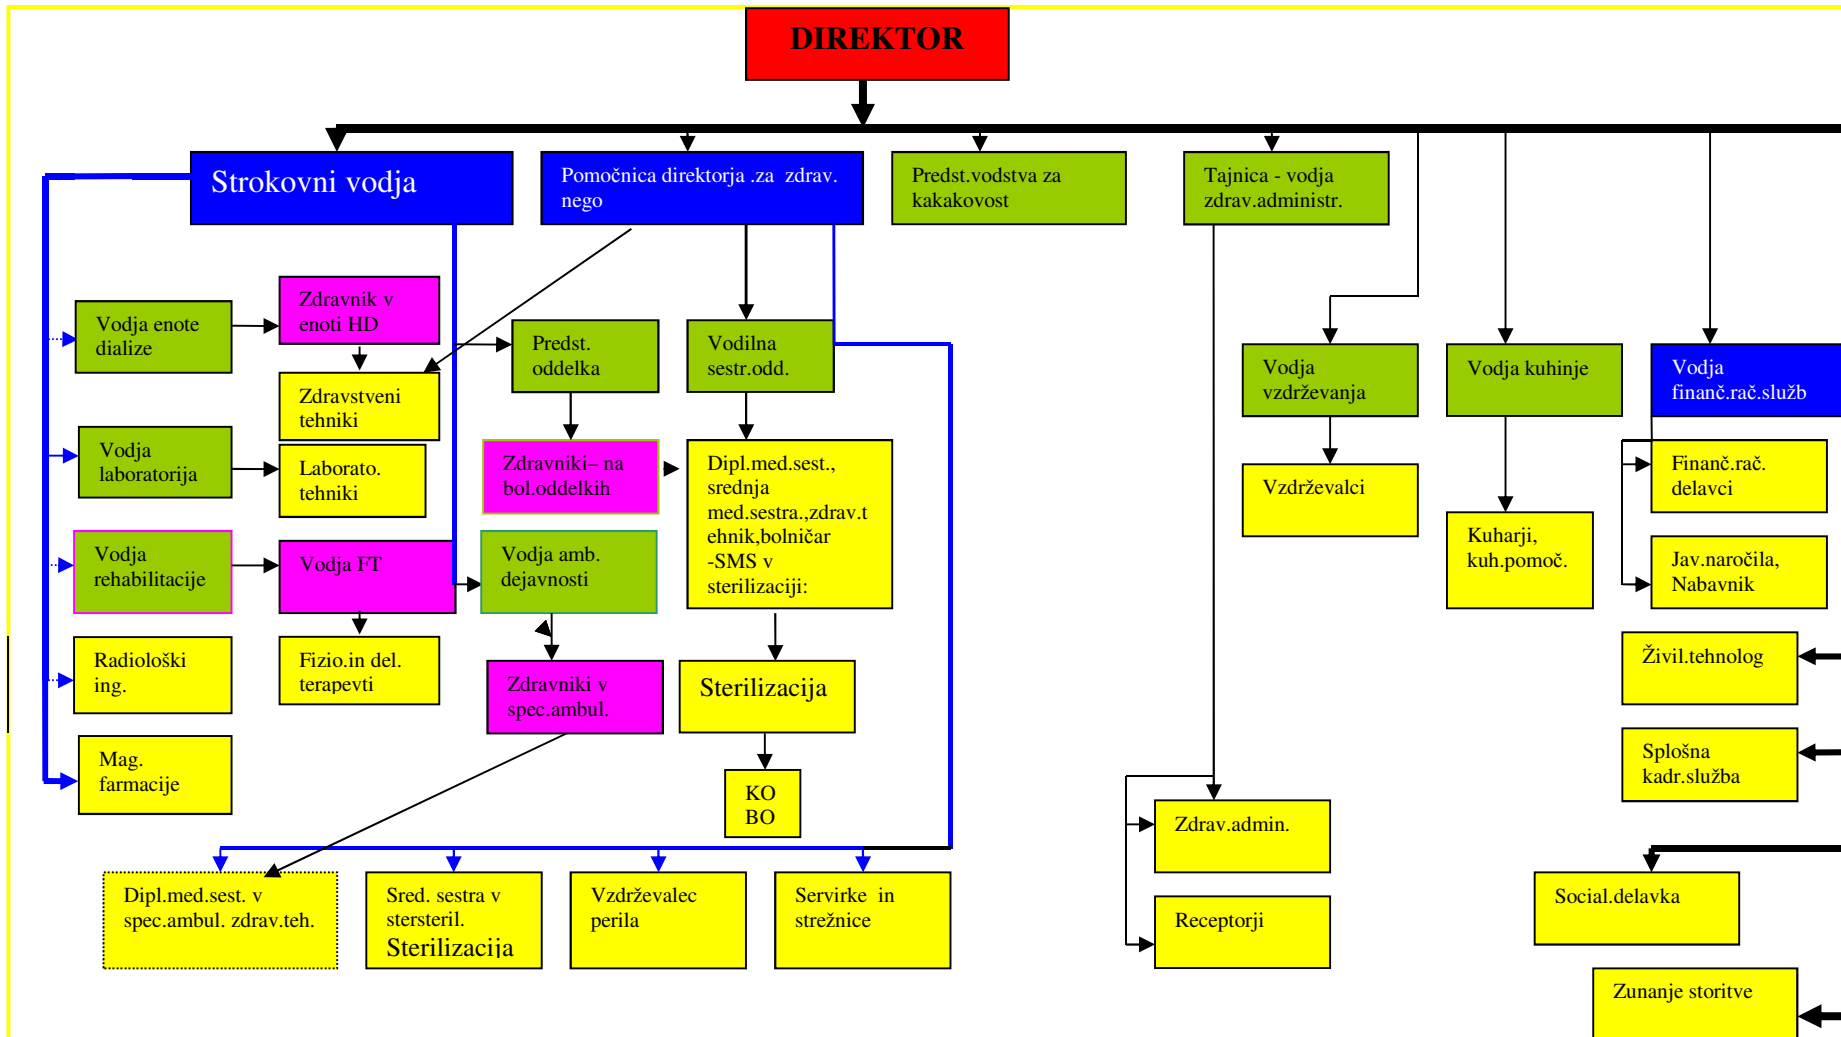 DIREKTOR
Strokovni vodja
Pomočnica direktorja .za zdrav.
nego
Predst.vodstva za
kakakovost
Tajnica - vodja
zdrav.administr.
Vodja enote
dialize
Zdravnik v
enoti HD
Predst.
oddelka
Vodilna
sestr.odd.
Vodja
vzdrževanja
Vodja kuhinje
Vodja
finanč.rač.služb
Zdravstveni
tehniki
Vodja
laboratorija
Laborato.
tehniki
Zdravniki– na
bol.oddelkih
Dipl.med.sest.,
srednja
med.sestra.,zdrav.t
ehnik,bolničar
-SMS v
sterilizaciji:
Vzdrževalci
Kuharji,
kuh.pomoč.
Finanč.rač.
delavci
Jav.naročila,
Nabavnik
Vodja
rehabilitacije
Vodja FT
Vodja amb.
dejavnosti
Radiološki
ing.
Fizio.in del.
terapevti
Zdravniki v
spec.ambul.
Sterilizacija
Živil.tehnolog
Mag.
farmacije
KO
BO
Splošna
kadr.služba
Zdrav.admin.
Receptorji
Dipl.med.sest. v
spec.ambul. zdrav.teh.
Sred. sestra v
stersteril.
Sterilizacija
Vzdrževalec
perila
Servirke in
strežnice
Social.delavka
Zunanje storitve